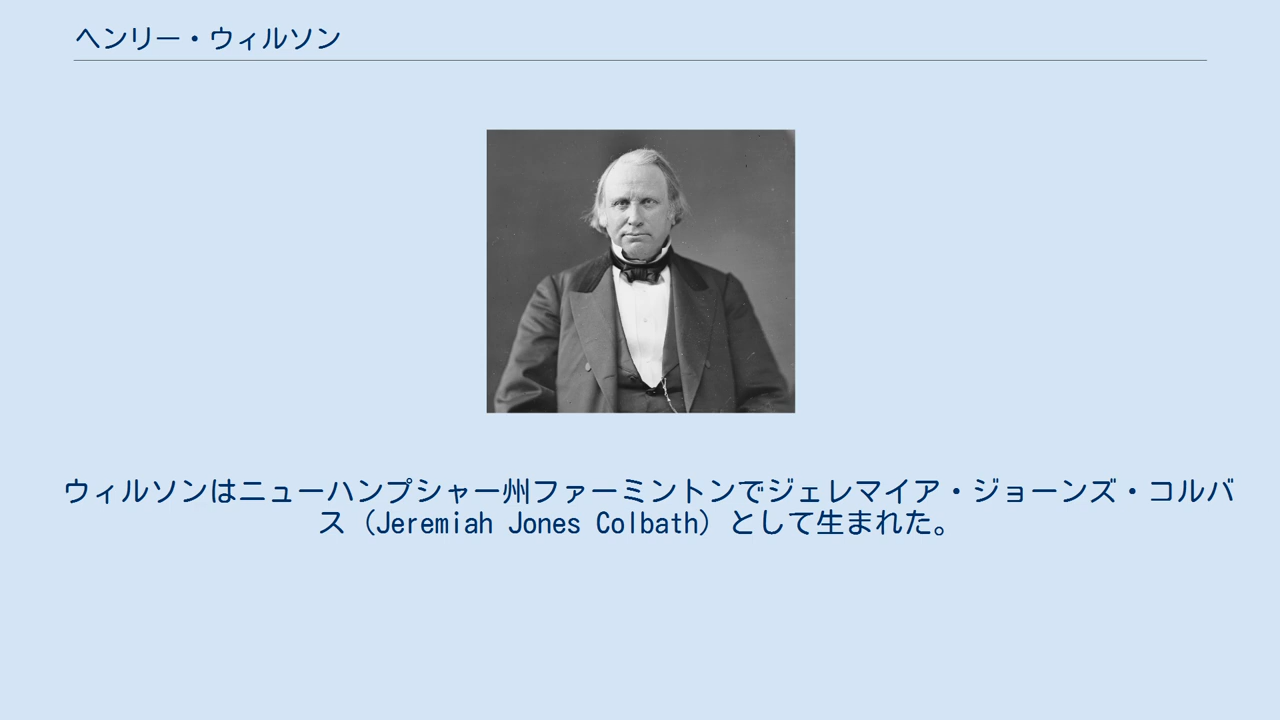 ヘンリー・ウィルソン
ウィルソンはニューハンプシャー州ファーミントンでジェレマイア・ジョーンズ・コルバ
ス（Jeremiah Jones Colbath）として生まれた。